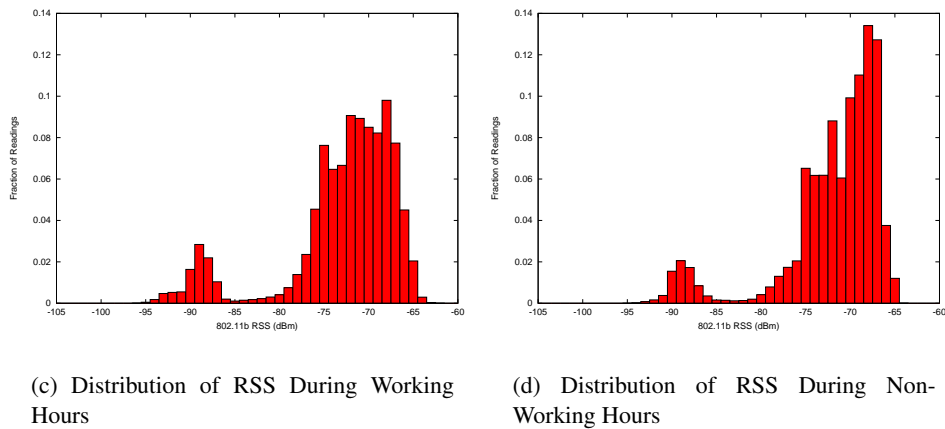 0.14
0.12
0.1
0.08
0.06
0.04
0.02
0
Fraction of Readings
-105 -100 -95 -90 -85 -80 -75 -70 -65 -60
802.11b RSS (dBm)
(c) Distribution of RSS During Working
Hours
0.14
0.12
0.1
0.08
0.06
0.04
0.02
0
Fraction of Readings
-105 -100 -95 -90 -85 -80 -75 -70 -65 -60
802.11b RSS (dBm)
(d) Distribution of RSS During Non-
Working Hours